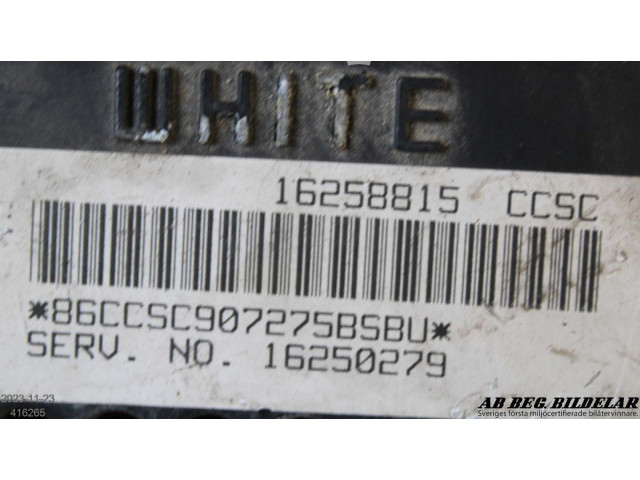 WHITE
16258815 CCSC
*86CCSC907275BSBU*
SERV. NO. 16250279
2023-11-23
416265
AB BEG. BILDELAR
Sveriges första miljöcertifierade bilåtervinnare.